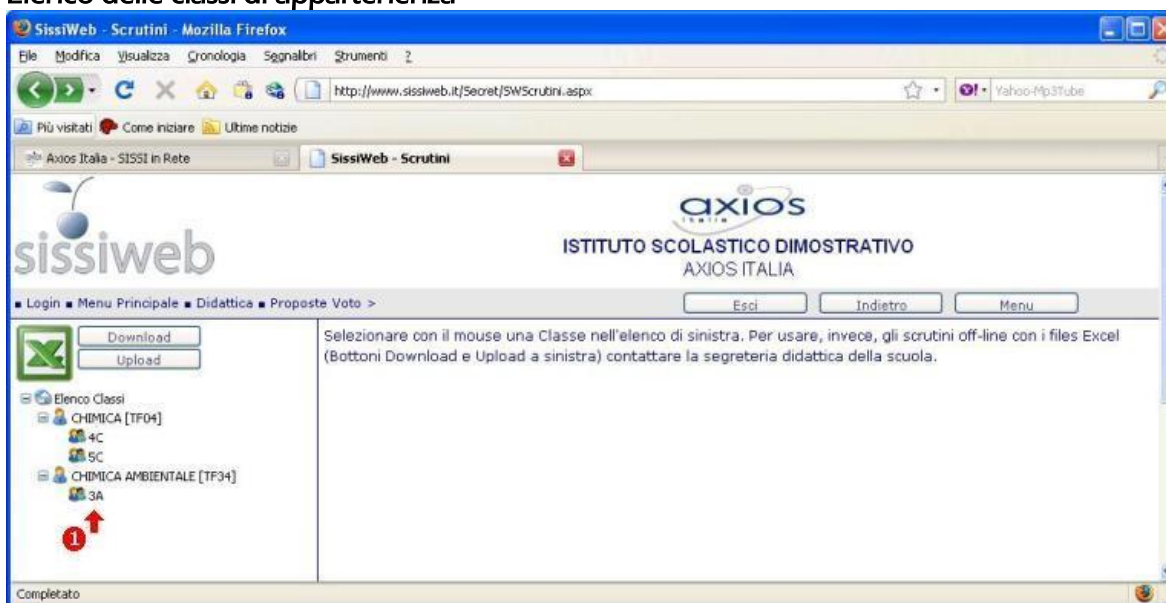 Elenco delle classi di appartenenza
SissiWeb - Scrutini - Mozilla Firefox
File Modifica Visualizza Cronologia Segnalibri Strumenti ?
http://www.sissiweb.it/Secret/SWScrutini.aspx
Yahoo-Mp3Tube
Più visitati Come iniziare Ultime notizie
Axios Italia - SISSI in Rete
SissiWeb - Scrutini
axios
italia
sissiweb
ISTITUTO SCOLASTICO DIMOSTRATIVO
AXIOS ITALIA
Login Menu Principale Didattica Proposte Voto >
Esci Indietro Menu
Download
Upload
Selezionare con il mouse una Classe nell'elenco di sinistra. Per usare, invece, gli scrutini off-line con i files Excel
(Bottoni Download e Upload a sinistra) contattare la segreteria didattica della scuola.
Elenco Classi
CHIMICA [TF04]
4C
5C
CHIMICA AMBIENTALE [TF34]
3A
1
Completato